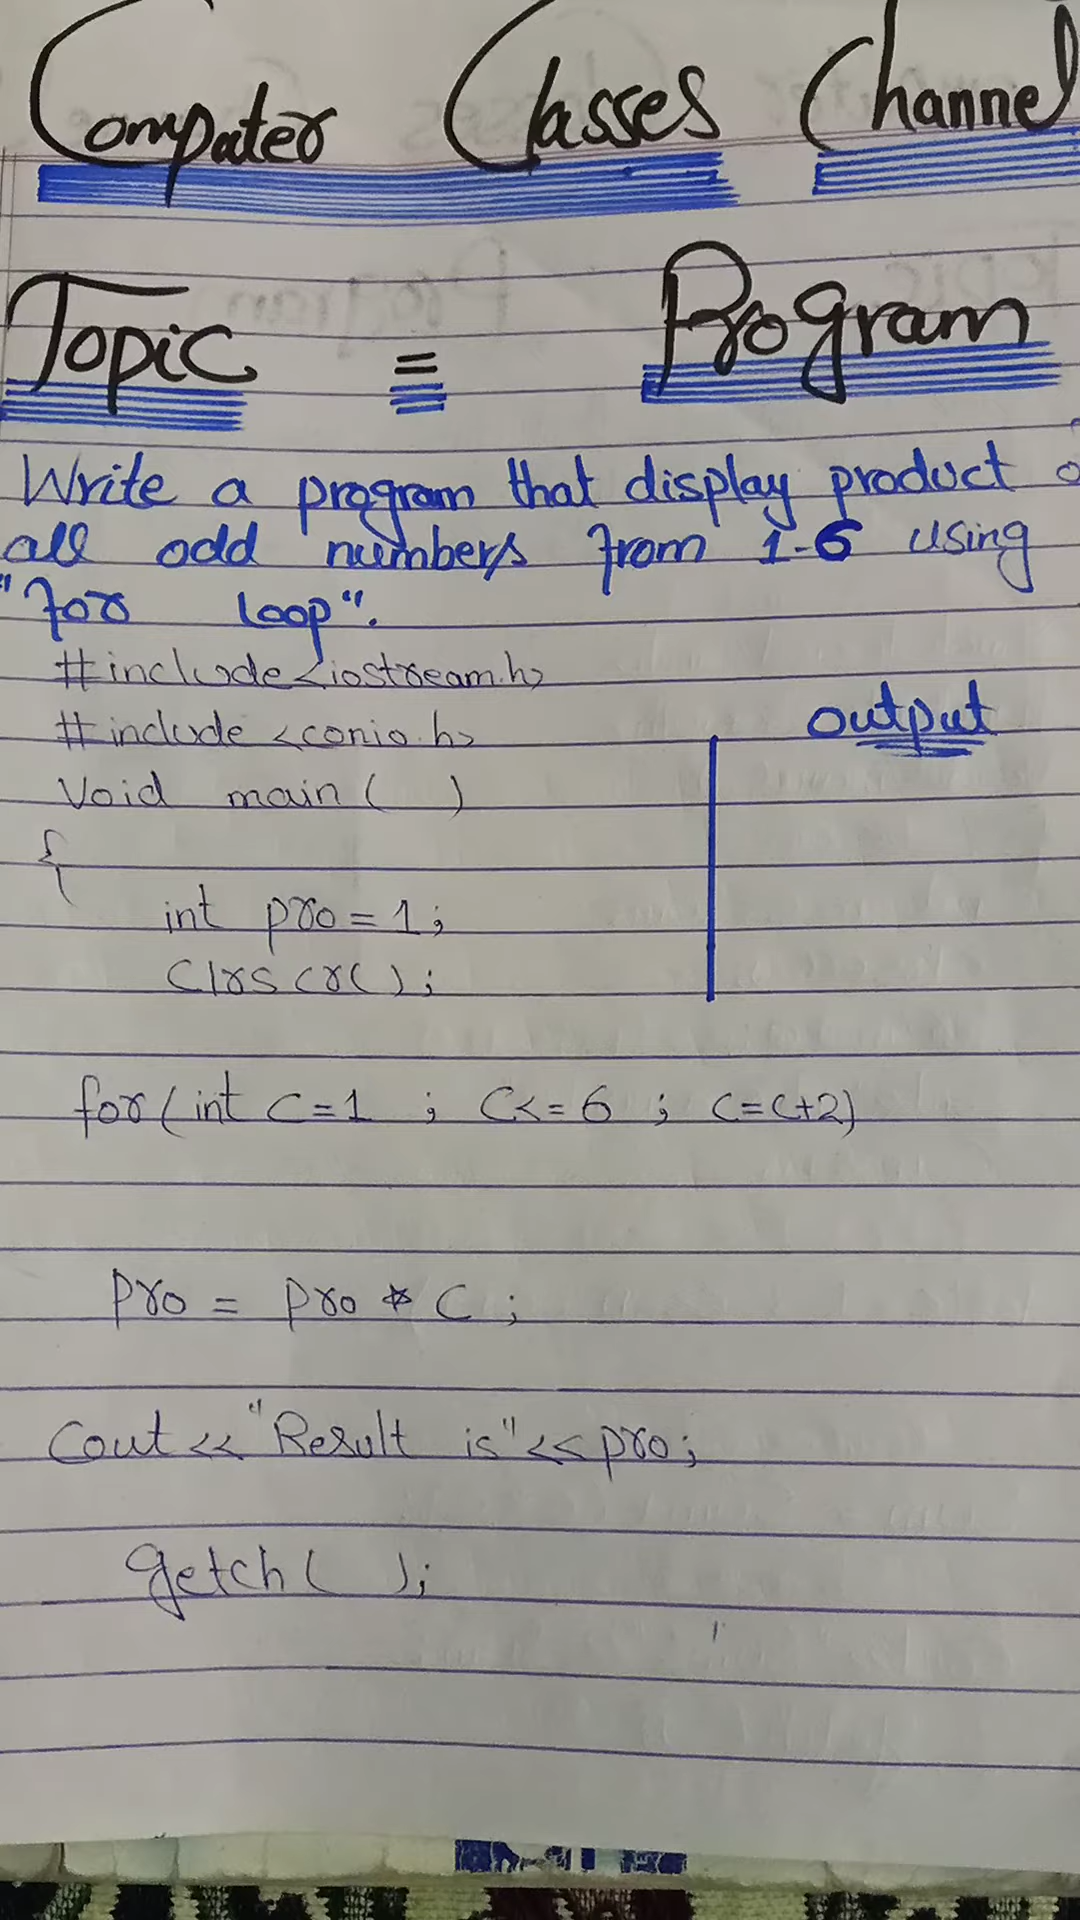 Computer Classes Channel
Topic = Program
Write a program that display product
all odd numbers from 1-6 using
"for loop".
#include<iostream.h>
#include <conio.h>
output
Void main ( )
{
int pro = 1;
Clrscr();
for(int C=1 ; C<=6 ; C=C+2)
pro = pro * C ;
Cout<< "Result is"<<pro;
getch( );